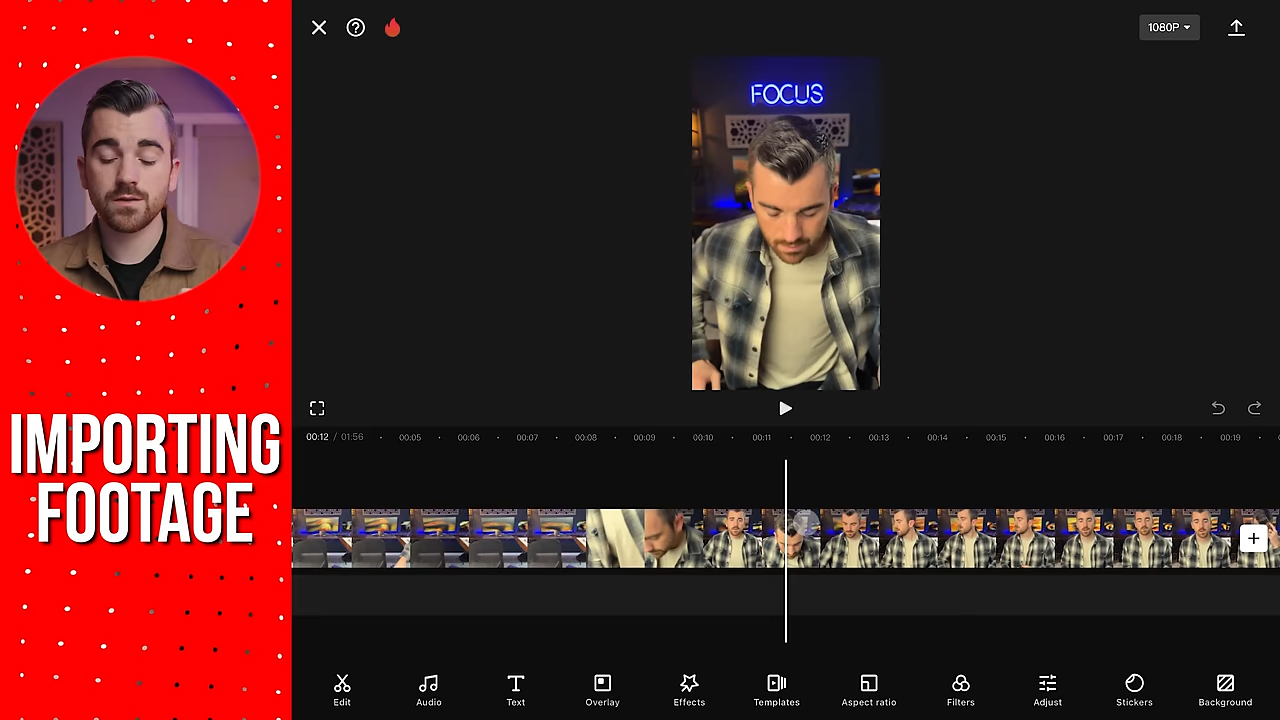 1080P
FOCUS
IMPORTING
FOOTAGE
00:12 / 01:56
00:05
00:06
00:07
00:08
00:09
00:10
00:11
00:12
00:13
00:14
00:15
00:16
00:17
00:18
00:19
Edit
Audio
Text
Overlay
Effects
Templates
Aspect ratio
Filters
Adjust
Stickers
Background